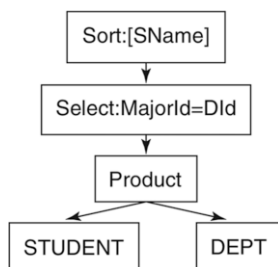 Sort:[SName]
Select:MajorId=DId
Product
STUDENT
DEPT